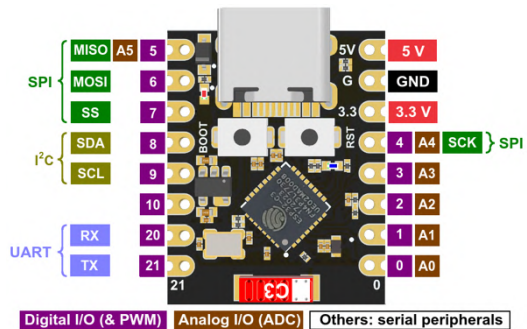 MISO A5 5 5V 5 V
SPI MOSI 6 G GND
SS 7 3.3 3.3 V
BOOT RST
SDA 8 4 A4 SCK SPI
I²C
SCL 9 3 A3
10 2 A2
RX 20 1 A1
UART
TX 21 0 A0
21 C3 0
ESP32-C3
Digital I/O (& PWM) Analog I/O (ADC) Others: serial peripherals